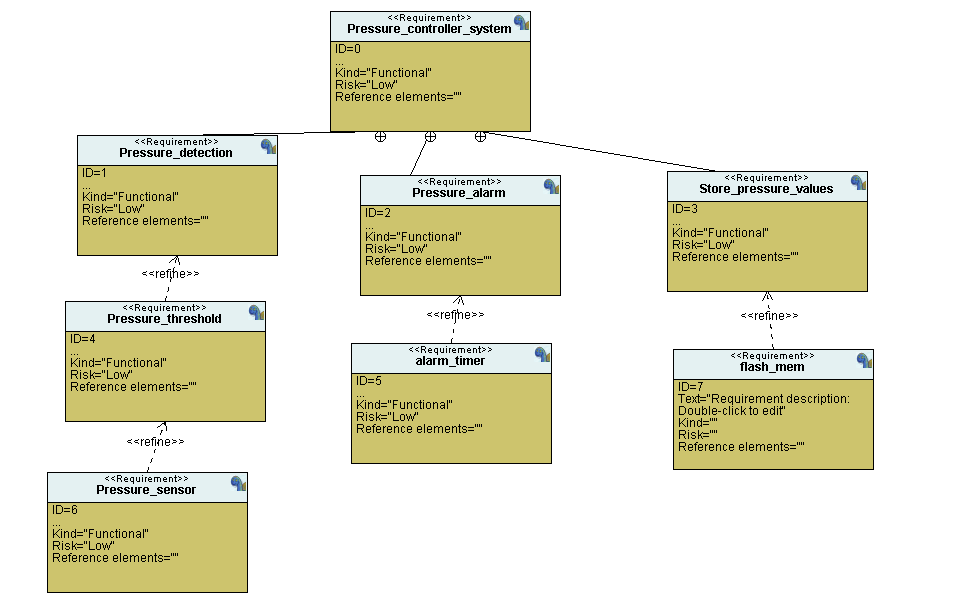 <<Requirement>>
Pressure_controller_system
ID=0
...
Kind="Functional"
Risk="Low"
Reference elements=""
<<Requirement>>
Pressure_detection
ID=1
...
Kind="Functional"
Risk="Low"
Reference elements=""
<<Requirement>>
Pressure_alarm
ID=2
...
Kind="Functional"
Risk="Low"
Reference elements=""
<<Requirement>>
Store_pressure_values
ID=3
...
Kind="Functional"
Risk="Low"
Reference elements=""
<<refine>>
<<refine>>
<<refine>>
<<Requirement>>
Pressure_threshold
ID=4
...
Kind="Functional"
Risk="Low"
Reference elements=""
<<Requirement>>
alarm_timer
ID=5
...
Kind="Functional"
Risk="Low"
Reference elements=""
<<Requirement>>
flash_mem
ID=7
Text="Requirement description:
Double-click to edit"
Kind=""
Risk=""
Reference elements=""
<<refine>>
<<Requirement>>
Pressure_sensor
ID=6
...
Kind="Functional"
Risk="Low"
Reference elements=""